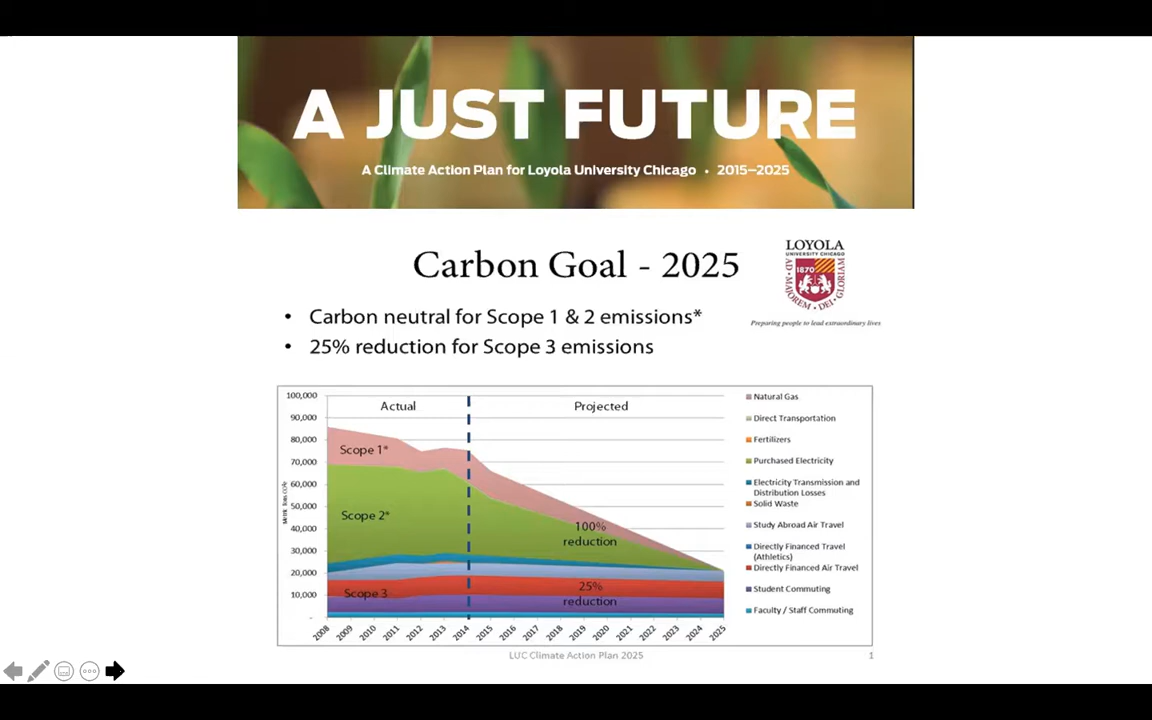 A JUST FUTURE
A Climate Action Plan for Loyola University Chicago • 2015–2025
Carbon Goal - 2025
LOYOLA
UNIVERSITY CHICAGO
1870
AD • MAJOREM • DEI • GLORIAM
Preparing people to lead extraordinary lives
• Carbon neutral for Scope 1 & 2 emissions*
• 25% reduction for Scope 3 emissions
100,000
90,000
80,000
70,000
60,000
50,000
40,000
30,000
20,000
10,000
-
Metric Tons CO₂e
Actual
Projected
Scope 1*
Scope 2*
Scope 3
100%
reduction
25%
reduction
2008 2009 2010 2011 2012 2013 2014 2015 2016 2017 2018 2019 2020 2021 2022 2023 2024 2025
Natural Gas
Direct Transportation
Fertilizers
Purchased Electricity
Electricity Transmission and
Distribution Losses
Solid Waste
Study Abroad Air Travel
Directly Financed Travel
(Athletics)
Directly Financed Air Travel
Student Commuting
Faculty / Staff Commuting
LUC Climate Action Plan 2025
1